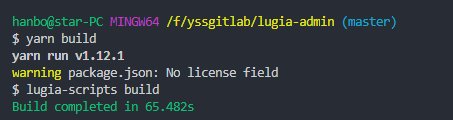 hanbo@star-PC MINGW64 /f/yssgitlab/lugia-admin (master)
$ yarn build
yarn run v1.12.1
warning package.json: No license field
$ lugia-scripts build
Build completed in 65.482s